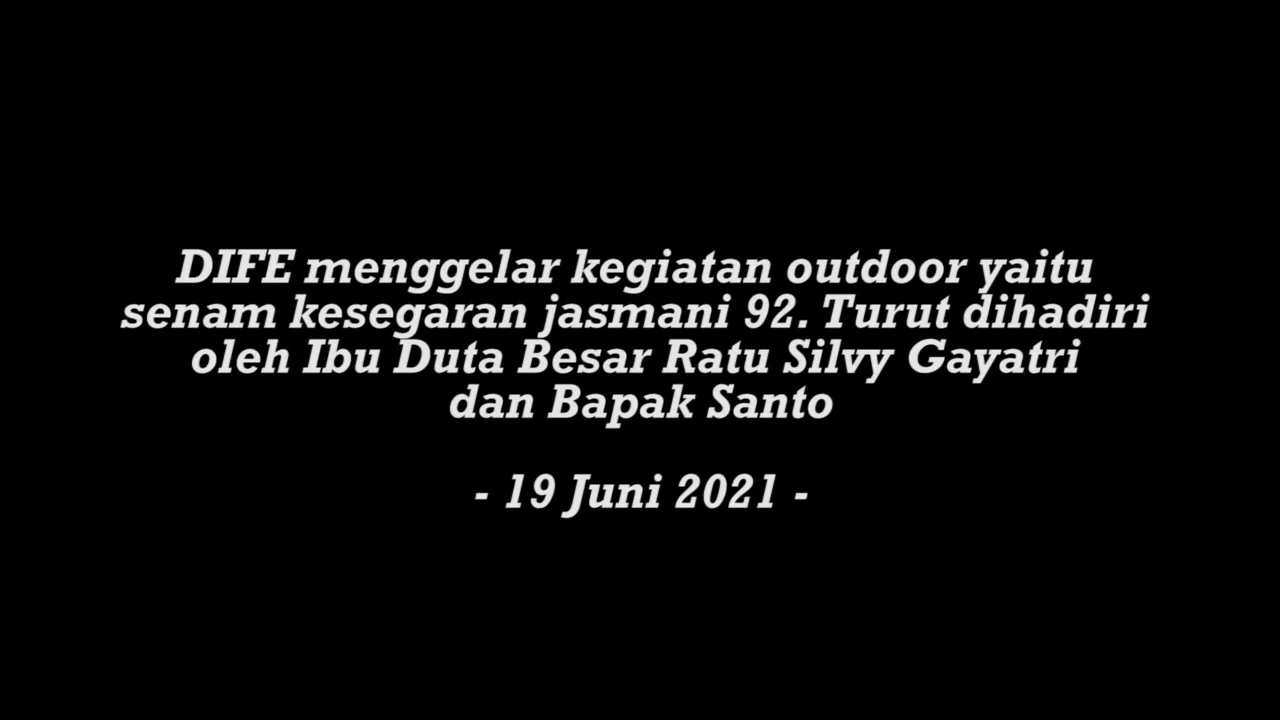 DIFE menggelar kegiatan outdoor yaitu
senam kesegaran jasmani 92. Turut dihadiri
oleh Ibu Duta Besar Ratu Silvy Gayatri
dan Bapak Santo
- 19 Juni 2021 -